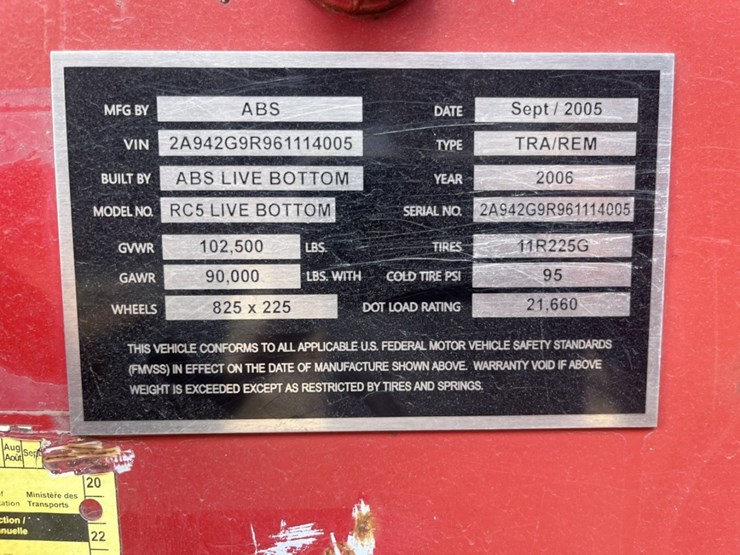 MFG BY ABS DATE Sept / 2005
VIN 2A942G9R961114005 TYPE TRA/REM
BUILT BY ABS LIVE BOTTOM YEAR 2006
MODEL NO. RC5 LIVE BOTTOM SERIAL NO. 2A942G9R961114005
GVWR 102,500 LBS. TIRES 11R225G
GAWR 90,000 LBS. WITH COLD TIRE PSI 95
WHEELS 825 x 225 DOT LOAD RATING 21,660
THIS VEHICLE CONFORMS TO ALL APPLICABLE U.S. FEDERAL MOTOR VEHICLE SAFETY STANDARDS
(FMVSS) IN EFFECT ON THE DATE OF MANUFACTURE SHOWN ABOVE. WARRANTY VOID IF ABOVE
WEIGHT IS EXCEEDED EXCEPT AS RESTRICTED BY TIRES AND SPRINGS.
Aug Sept
Août
20
Ministère des
Transports
22